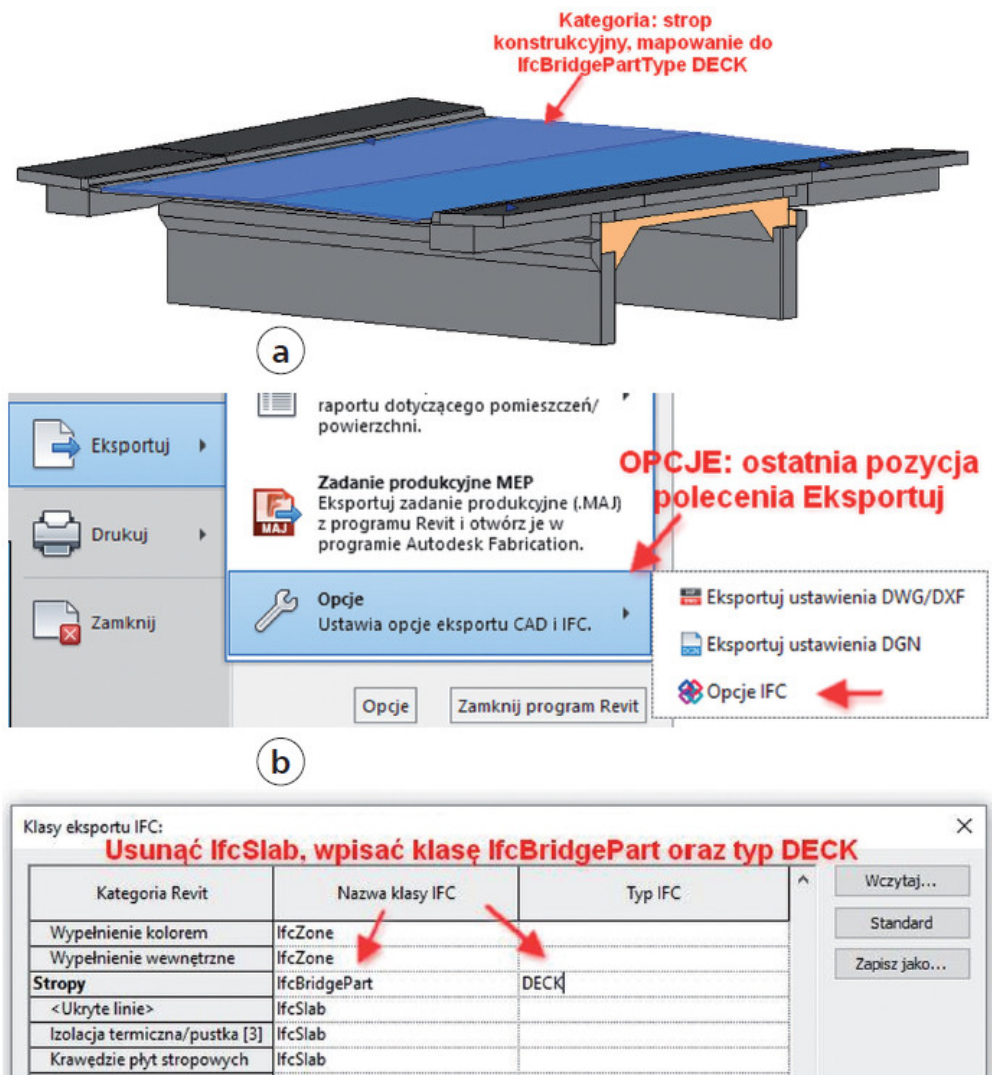 Kategoria: strop
konstrukcyjny, mapowanie do
IfcBridgePartType DECK
a
raportu dotyczącego pomieszczeń/
powierzchni.
Eksportuj
Zadanie produkcyjne MEP
Eksportuj zadanie produkcyjne (.MAJ)
z programu Revit i otwórz je w
programie Autodesk Fabrication.
MAJ
OPCJE: ostatnia pozycja
polecenia Eksportuj
Drukuj
Zamknij
Opcje
Ustawia opcje eksportu CAD i IFC.
Eksportuj ustawienia DWG/DXF
DGN
Eksportuj ustawienia DGN
Opcje IFC
Opcje
Zamknij program Revit
b
Klasy eksportu IFC:
Usunąć IfcSlab, wpisać klasę IfcBridgePart oraz typ DECK
Kategoria Revit Nazwa klasy IFC Typ IFC
Wypełnienie kolorem IfcZone
Wypełnienie wewnętrzne IfcZone
Stropy IfcBridgePart DECK
<Ukryte linie> IfcSlab
Izolacja termiczna/pustka [3] IfcSlab
Krawędzie płyt stropowych IfcSlab
Wczytaj...
Standard
Zapisz jako...